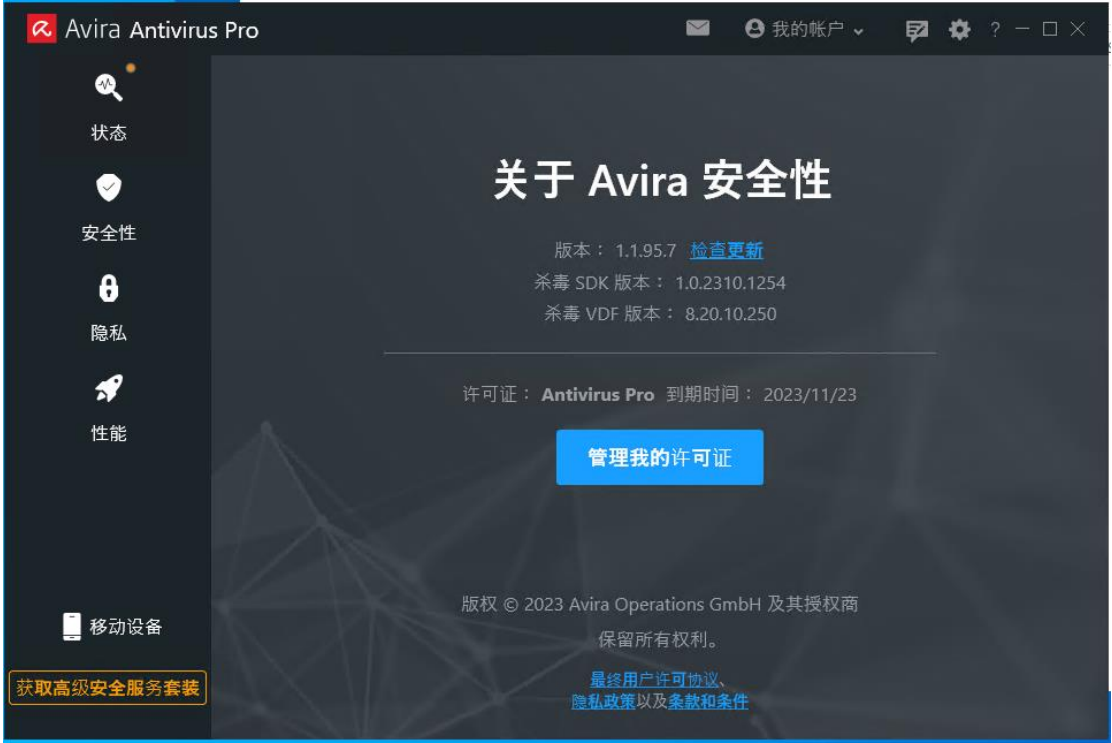 Avira Antivirus Pro
我的帐户
?
状态
安全性
隐私
性能
移动设备
获取高级安全服务套装
关于 Avira 安全性
版本： 1.1.95.7 检查更新
杀毒 SDK 版本： 1.0.2310.1254
杀毒 VDF 版本： 8.20.10.250
许可证： Antivirus Pro 到期时间： 2023/11/23
管理我的许可证
版权 © 2023 Avira Operations GmbH 及其授权商
保留所有权利。
最终用户许可协议、
隐私政策以及条款和条件